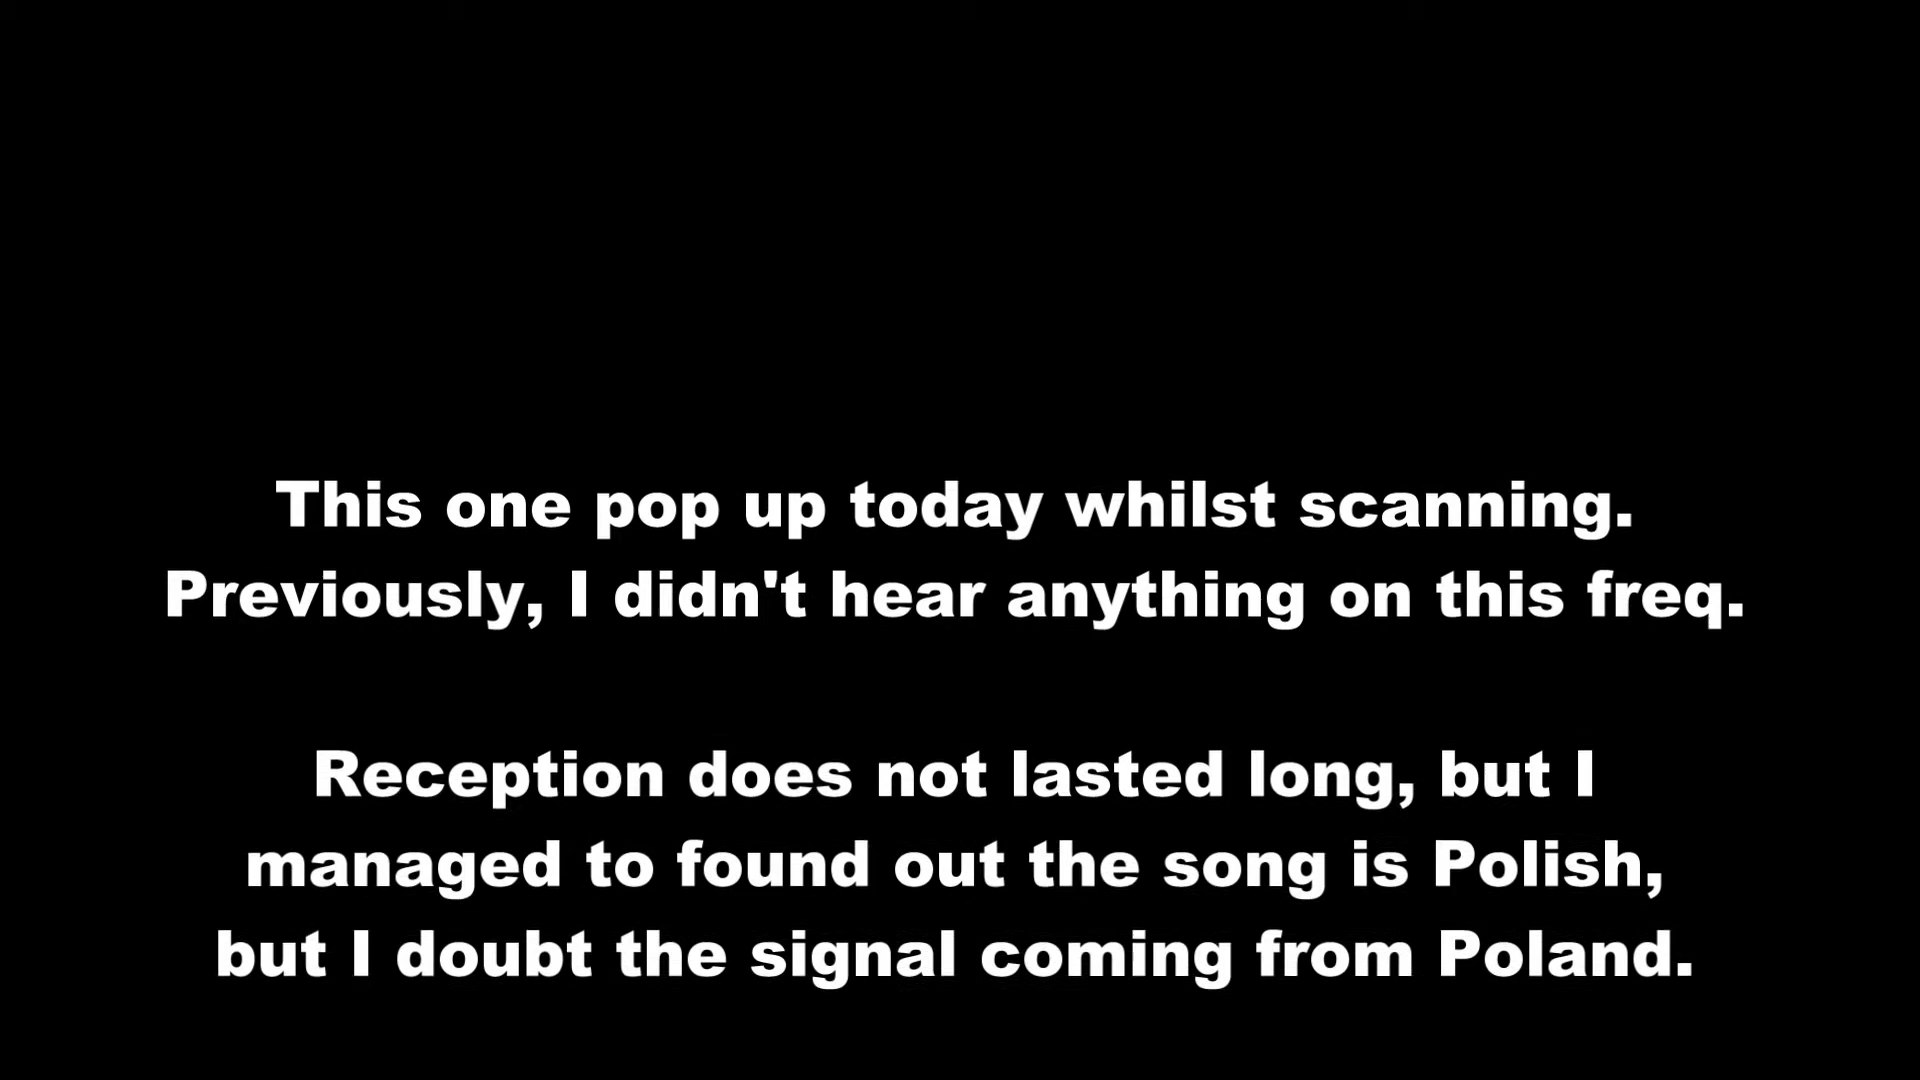 This one pop up today whilst scanning.
Previously, I didn't hear anything on this freq.
Reception does not lasted long, but I
managed to found out the song is Polish,
but I doubt the signal coming from Poland.